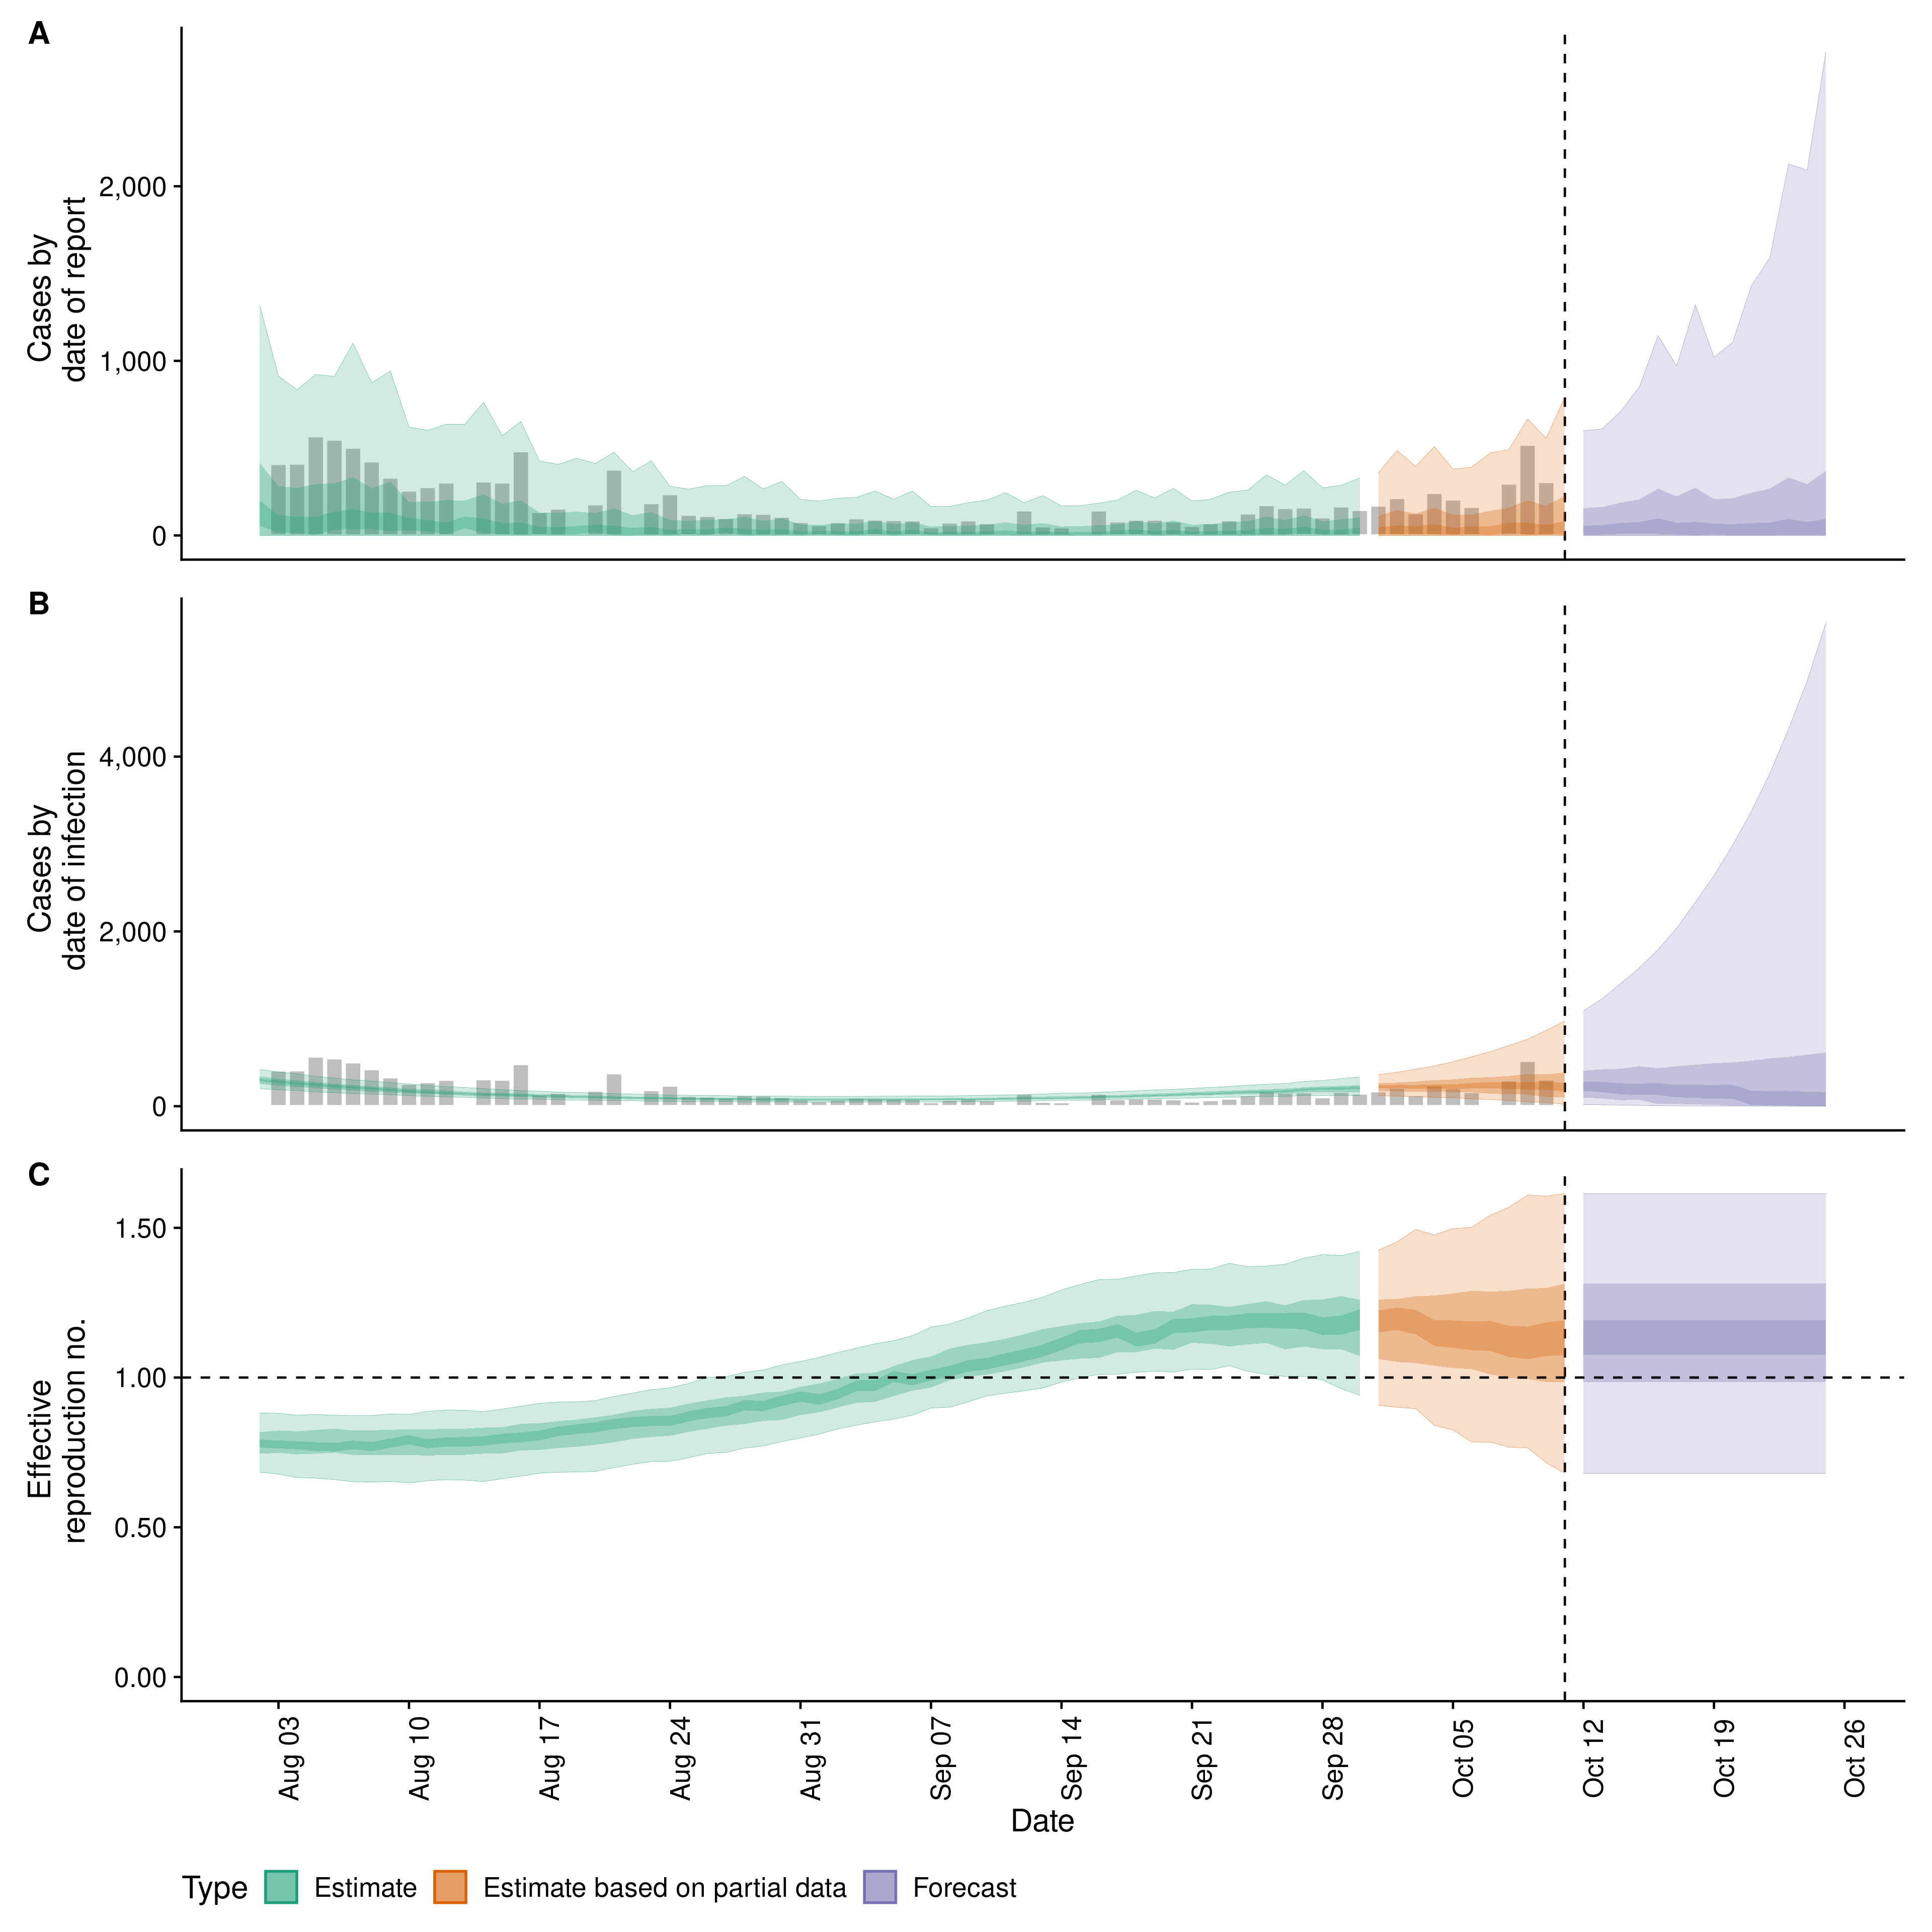 A
Cases by
date of report
2,000
1,000
0
B
Cases by
date of infection
4,000
2,000
0
C
Effective
reproduction no.
1.50
1.00
0.50
0.00
Aug 03
Aug 10
Aug 17
Aug 24
Aug 31
Sep 07
Sep 14
Sep 21
Sep 28
Oct 05
Oct 12
Oct 19
Oct 26
Date
Type Estimate Estimate based on partial data Forecast